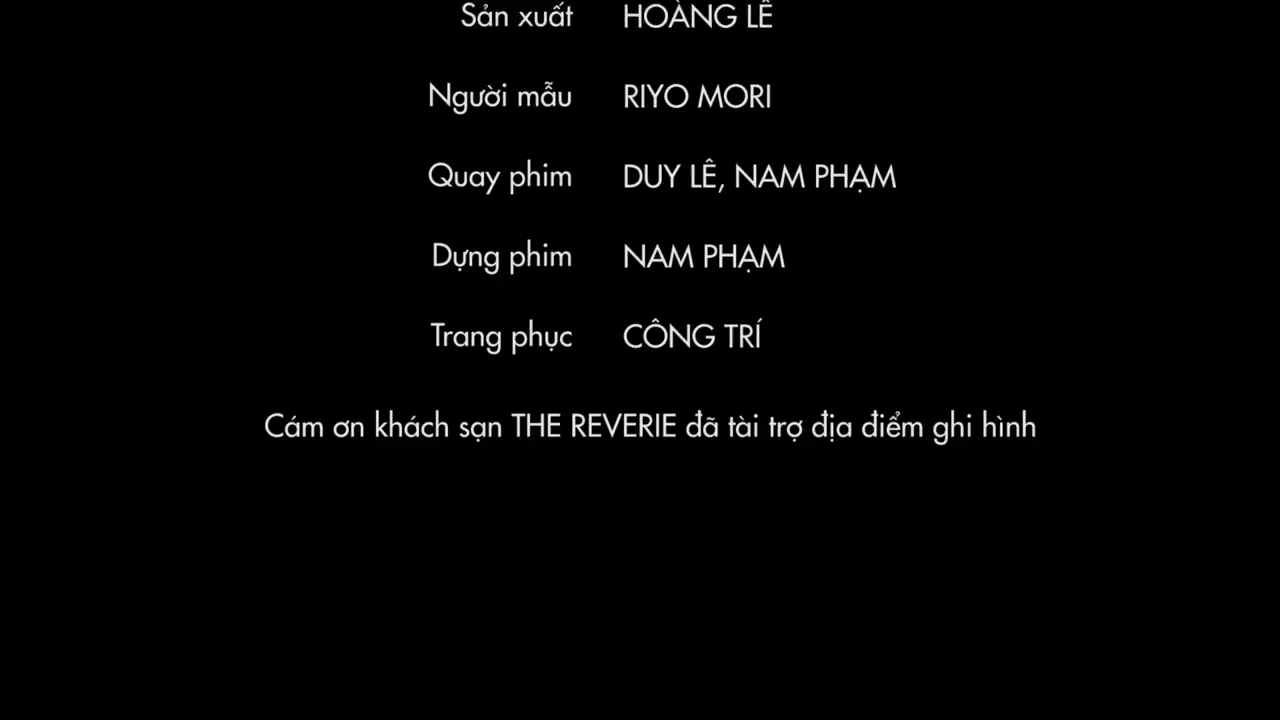 Sản xuất HOÀNG LÊ
Người mẫu RIYO MORI
Quay phim DUY LÊ, NAM PHẠM
Dựng phim NAM PHẠM
Trang phục CÔNG TRÍ
Cám ơn khách sạn THE REVERIE đã tài trợ địa điểm ghi hình